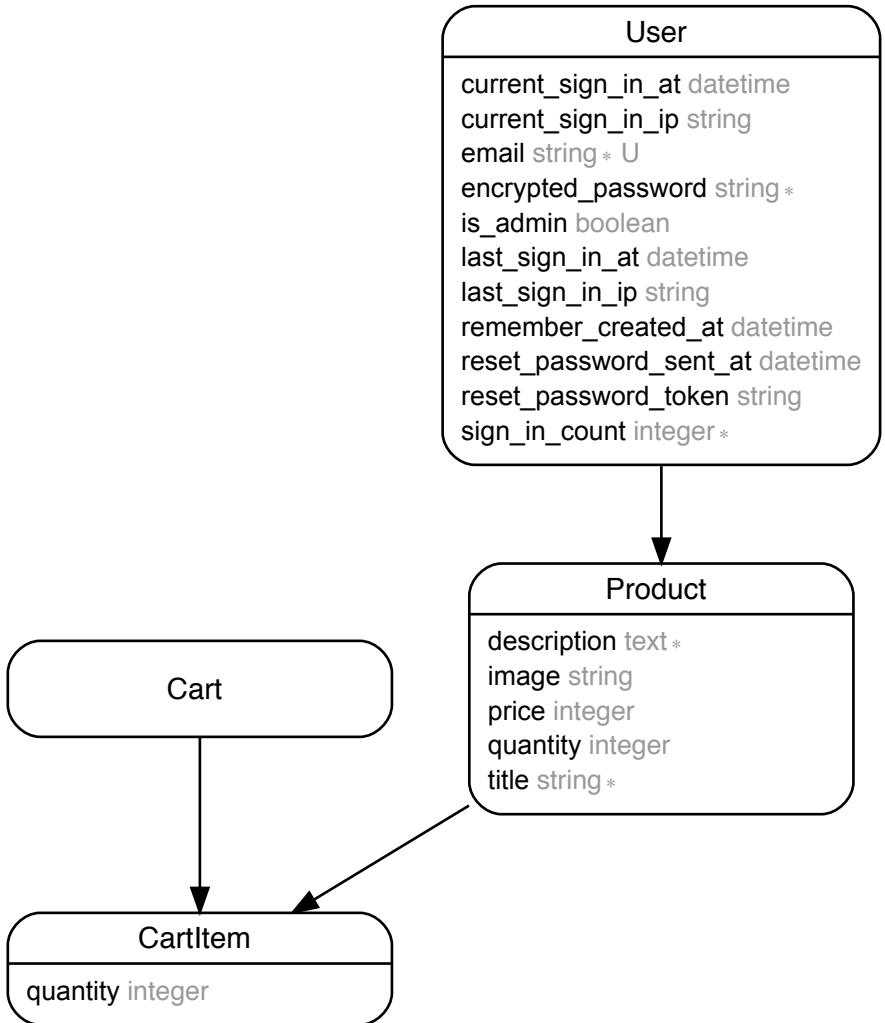 User
current_sign_in_at datetime
current_sign_in_ip string
email string * U
encrypted_password string *
is_admin boolean
last_sign_in_at datetime
last_sign_in_ip string
remember_created_at datetime
reset_password_sent_at datetime
reset_password_token string
sign_in_count integer *
Product
description text *
image string
price integer
quantity integer
title string *
Cart
CartItem
quantity integer